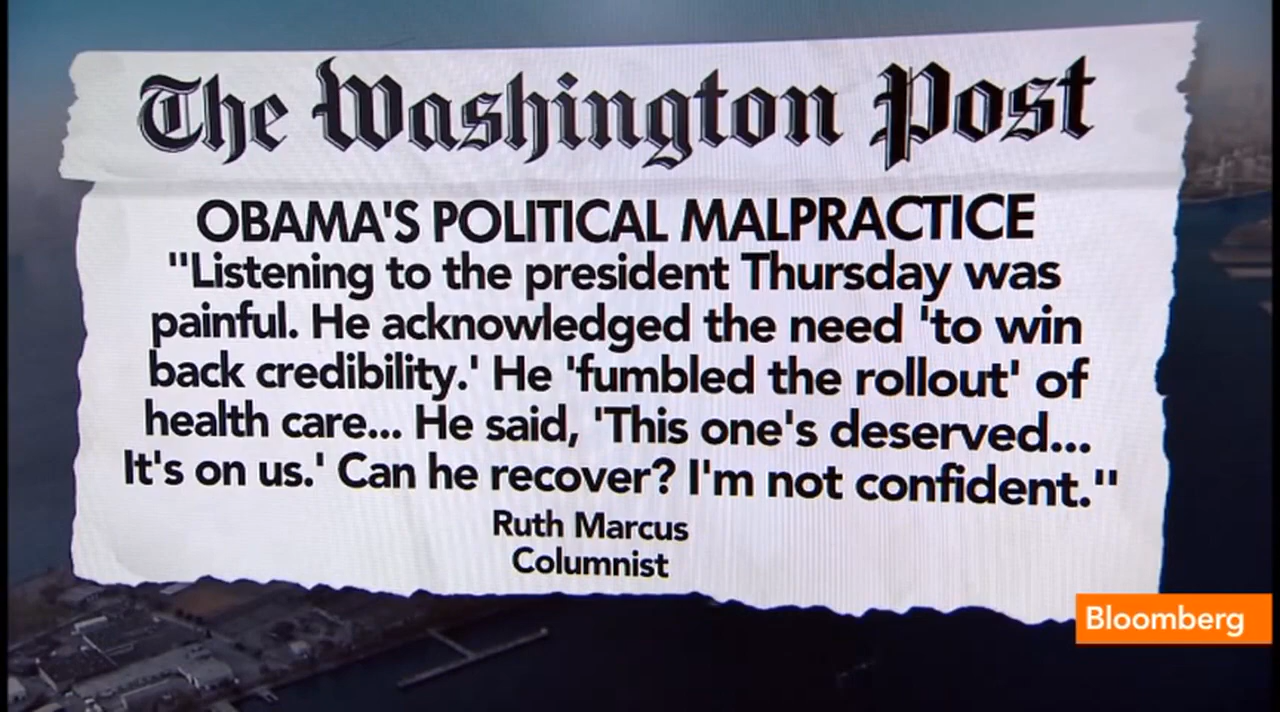 The Washington Post
OBAMA'S POLITICAL MALPRACTICE
"Listening to the president Thursday was
painful. He acknowledged the need 'to win
back credibility.' He 'fumbled the rollout' of
health care... He said, 'This one's deserved...
It's on us.' Can he recover? I'm not confident."
Ruth Marcus
Columnist
Bloomberg